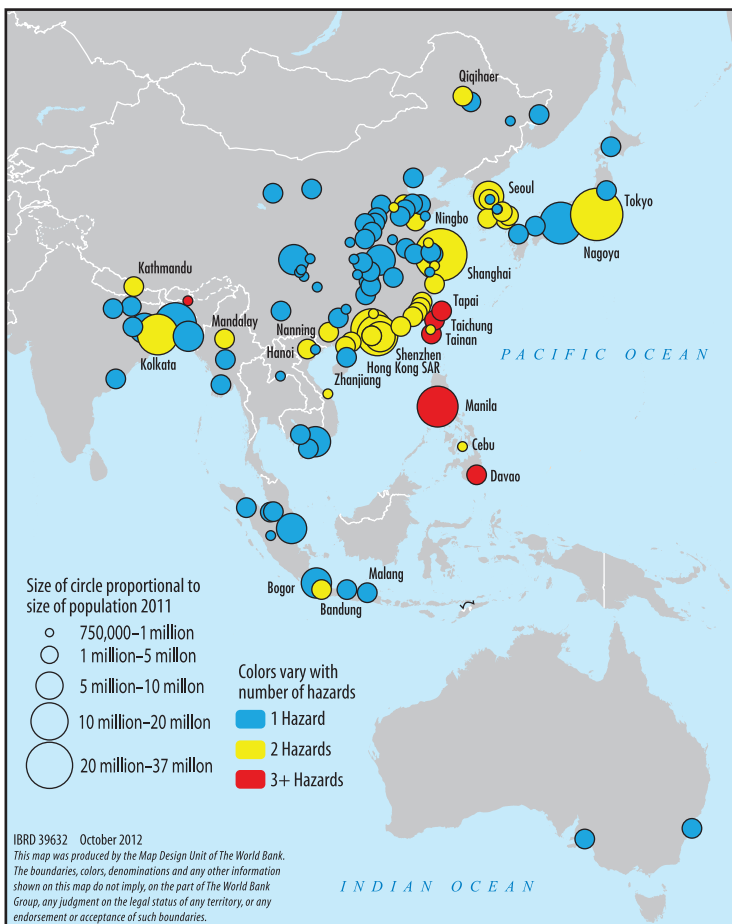 Qiqihaer
Seoul
Tokyo
Ningbo
Nagoya
Shanghai
Kathmandu
Tapai
Mandalay
Nanning
Taichung
Tainan
Hanoi
Kolkata
Shenzhen
Hong Kong SAR
Zhanjiang
PACIFIC OCEAN
Manila
Cebu
Davao
Malang
Bogor
Bandung
Size of circle proportional to
size of population 2011
750,000–1 millon
1 million–5 millon
5 million–10 million
10 million–20 millon
20 million–37 millon
Colors vary with
number of hazards
1 Hazard
2 Hazards
3+ Hazards
IBRD 39632 October 2012
This map was produced by the Map Design Unit of The World Bank.
The boundaries, colors, denominations and any other information
shown on this map do not imply, on the part of The World Bank
Group, any judgment on the legal status of any territory, or any
endorsement or acceptance of such boundaries.
INDIAN OCEAN